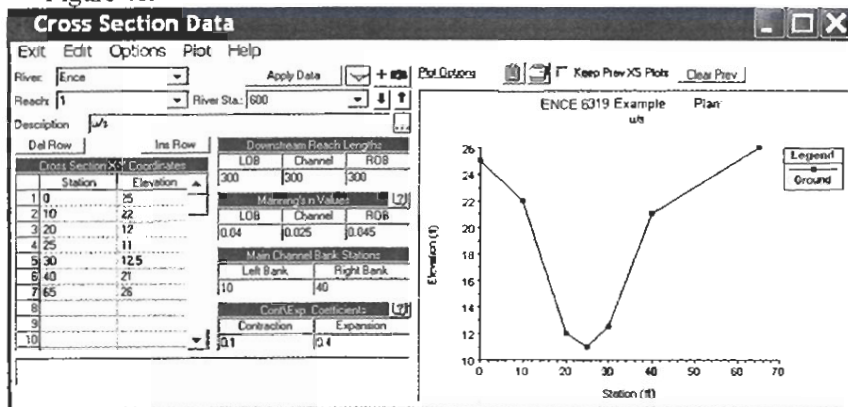 Cross Section Data
Exit Edit Options Plot Help
River: Ence Apply Data
Reach: 1 River Sta.: 600
Description u/s
Del Row Ins Row
Cross Section XS Coordinates
Station Elevation
1 0 25
2 10 22
3 20 12
4 25 11
5 30 12.5
6 40 21
7 65 26
8
9
10
Downstream Reach Lengths
LOB Channel ROB
300 300 300
Manning's n Values
LOB Channel ROB
0.04 0.025 0.045
Main Channel Bank Stations
Left Bank Right Bank
10 40
Cont\Exp. Coefficients
Contraction Expansion
0.1 0.4
Plot Options Keep Prev XS Plots Clear Prev
ENCE 6319 Example Plan:
u/s
Elevation (ft)
26
24
22
20
18
16
14
12
10
0 10 20 30 40 50 60 70
Station (ft)
Legend
Ground